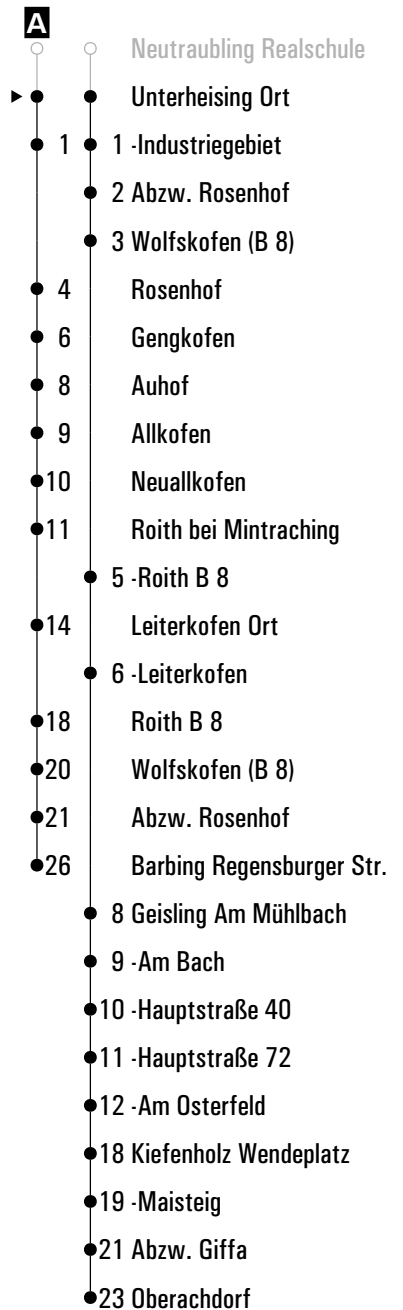 A
Neutraubling Realschule
Unterheising Ort
1 1 -Industriegebiet
2 Abzw. Rosenhof
3 Wolfskofen (B 8)
4 Rosenhof
6 Gengkofen
8 Auhof
9 Allkofen
10 Neuallkofen
11 Roith bei Mintraching
5 -Roith B 8
14 Leiterkofen Ort
6 -Leiterkofen
18 Roith B 8
20 Wolfskofen (B 8)
21 Abzw. Rosenhof
26 Barbing Regensburger Str.
8 Geisling Am Mühlbach
9 -Am Bach
10 -Hauptstraße 40
11 -Hauptstraße 72
12 -Am Osterfeld
18 Kiefenholz Wendeplatz
19 -Maisteig
21 Abzw. Giffa
23 Oberachdorf